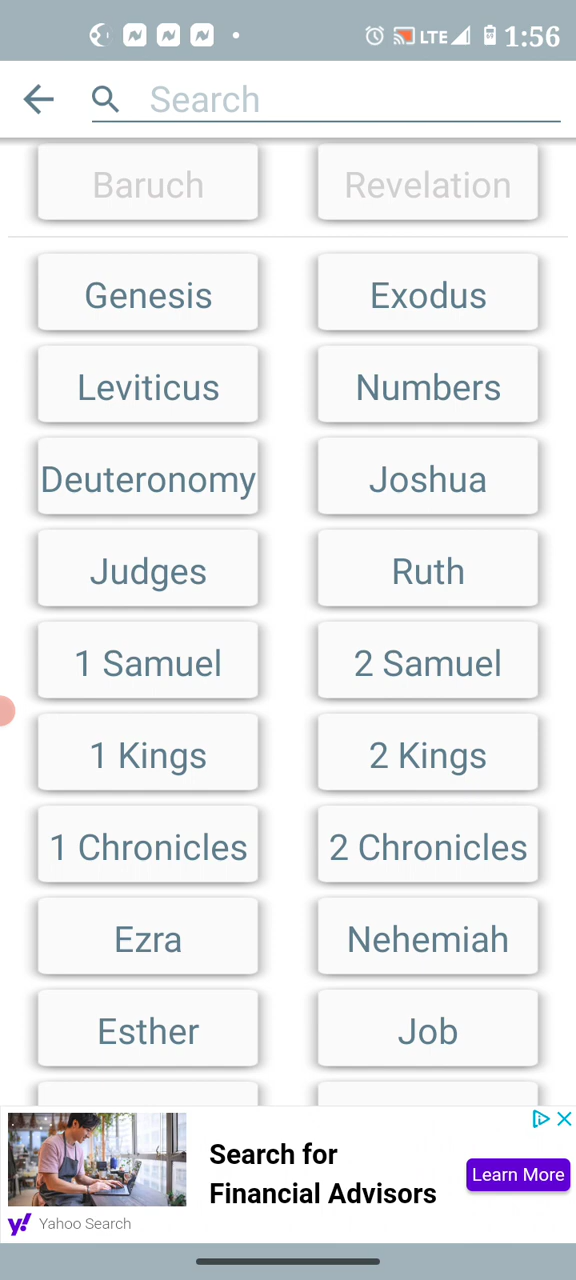 LTE 1:56
Search
Baruch Revelation
Genesis Exodus
Leviticus Numbers
Deuteronomy Joshua
Judges Ruth
1 Samuel 2 Samuel
1 Kings 2 Kings
1 Chronicles 2 Chronicles
Ezra Nehemiah
Esther Job
Search for
Financial Advisors
Learn More
y! Yahoo Search